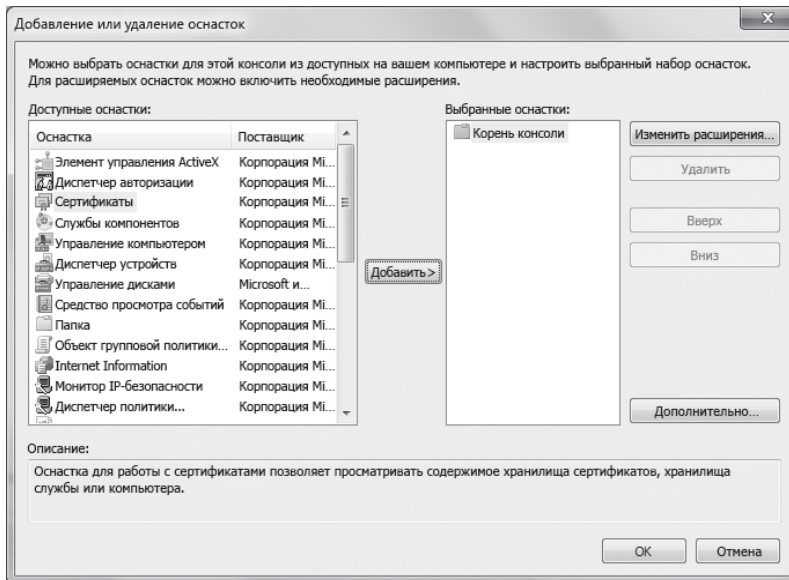 Добавление или удаление оснасток
Можно выбрать оснастки для этой консоли из доступных на вашем компьютере и настроить выбранный набор оснасток.
Для расширяемых оснасток можно включить необходимые расширения.
Доступные оснастки:
Оснастка Поставщик
Элемент управления ActiveX Корпорация Mi...
Диспетчер авторизации Корпорация Mi...
Сертификаты Корпорация Mi...
Службы компонентов Корпорация Mi...
Управление компьютером Корпорация Mi...
Диспетчер устройств Корпорация Mi...
Управление дисками Microsoft и...
Средство просмотра событий Корпорация Mi...
Папка Корпорация Mi...
Объект групповой политики... Корпорация Mi...
Internet Information Корпорация Mi...
Монитор IP-безопасности Корпорация Mi...
Диспетчер политики... Корпорация Mi...
Добавить >
Выбранные оснастки:
Корень консоли
Изменить расширения...
Удалить
Вверх
Вниз
Дополнительно...
Описание:
Оснастка для работы с сертификатами позволяет просматривать содержимое хранилища сертификатов, хранилища
службы или компьютера.
OK Отмена